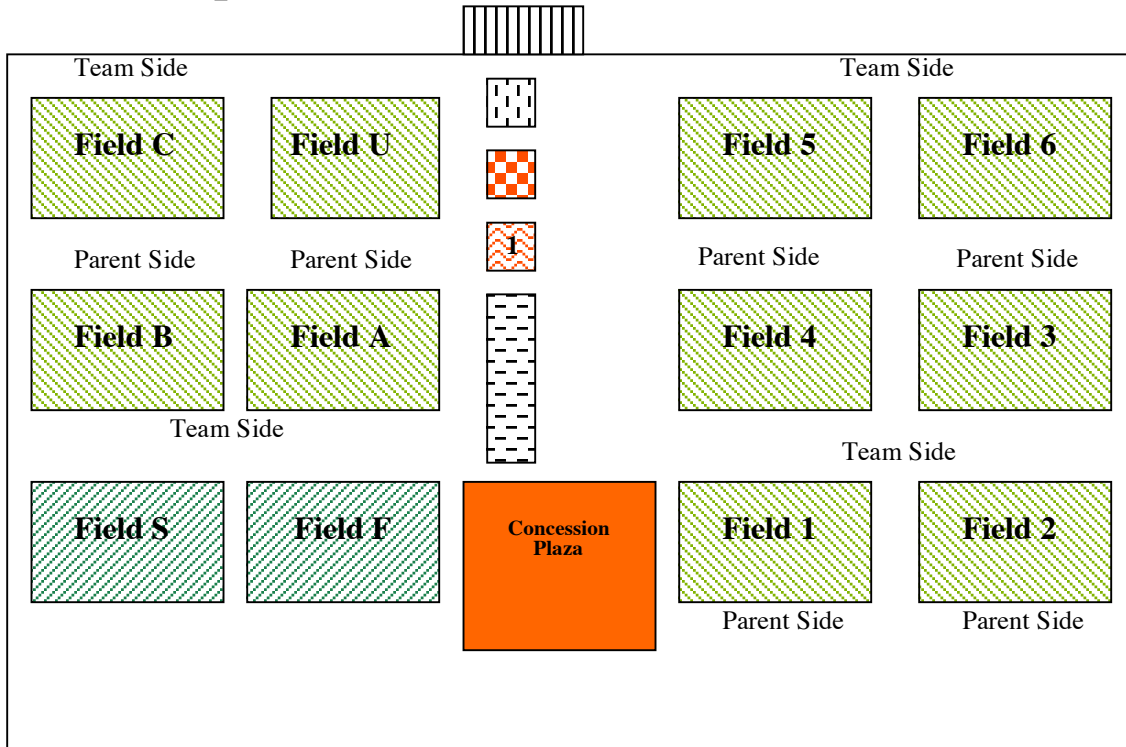 Team Side
Team Side
Field C
Field U
Field 5
Field 6
1
Parent Side
Parent Side
Parent Side
Parent Side
Field B
Field A
Field 4
Field 3
Team Side
Team Side
Field S
Field F
Concession
Plaza
Field 1
Field 2
Parent Side
Parent Side